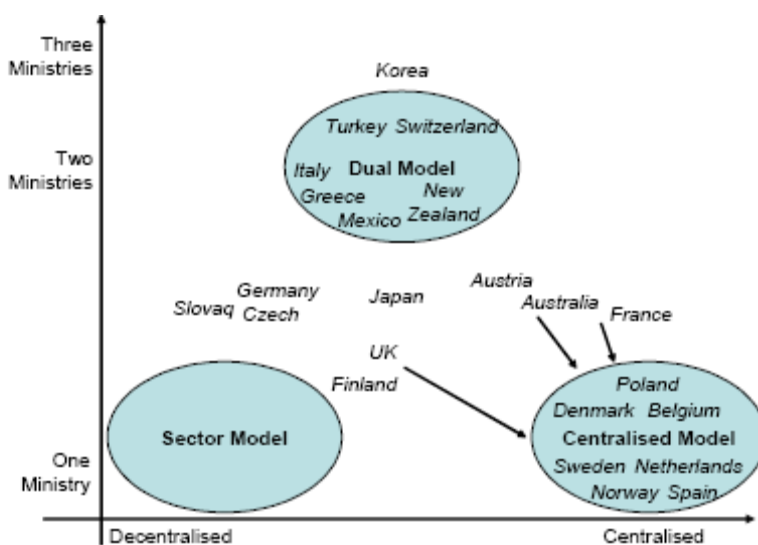 Three
Ministries
Korea
Turkey Switzerland
Two
Ministries
Italy Dual Model
Greece New
Mexico Zealand
Austria
Germany Japan Australia
Slovaq Czech France
UK
Finland Poland
Denmark Belgium
Sector Model Centralised Model
One
Ministry
Sweden Netherlands
Norway Spain
Decentralised Centralised